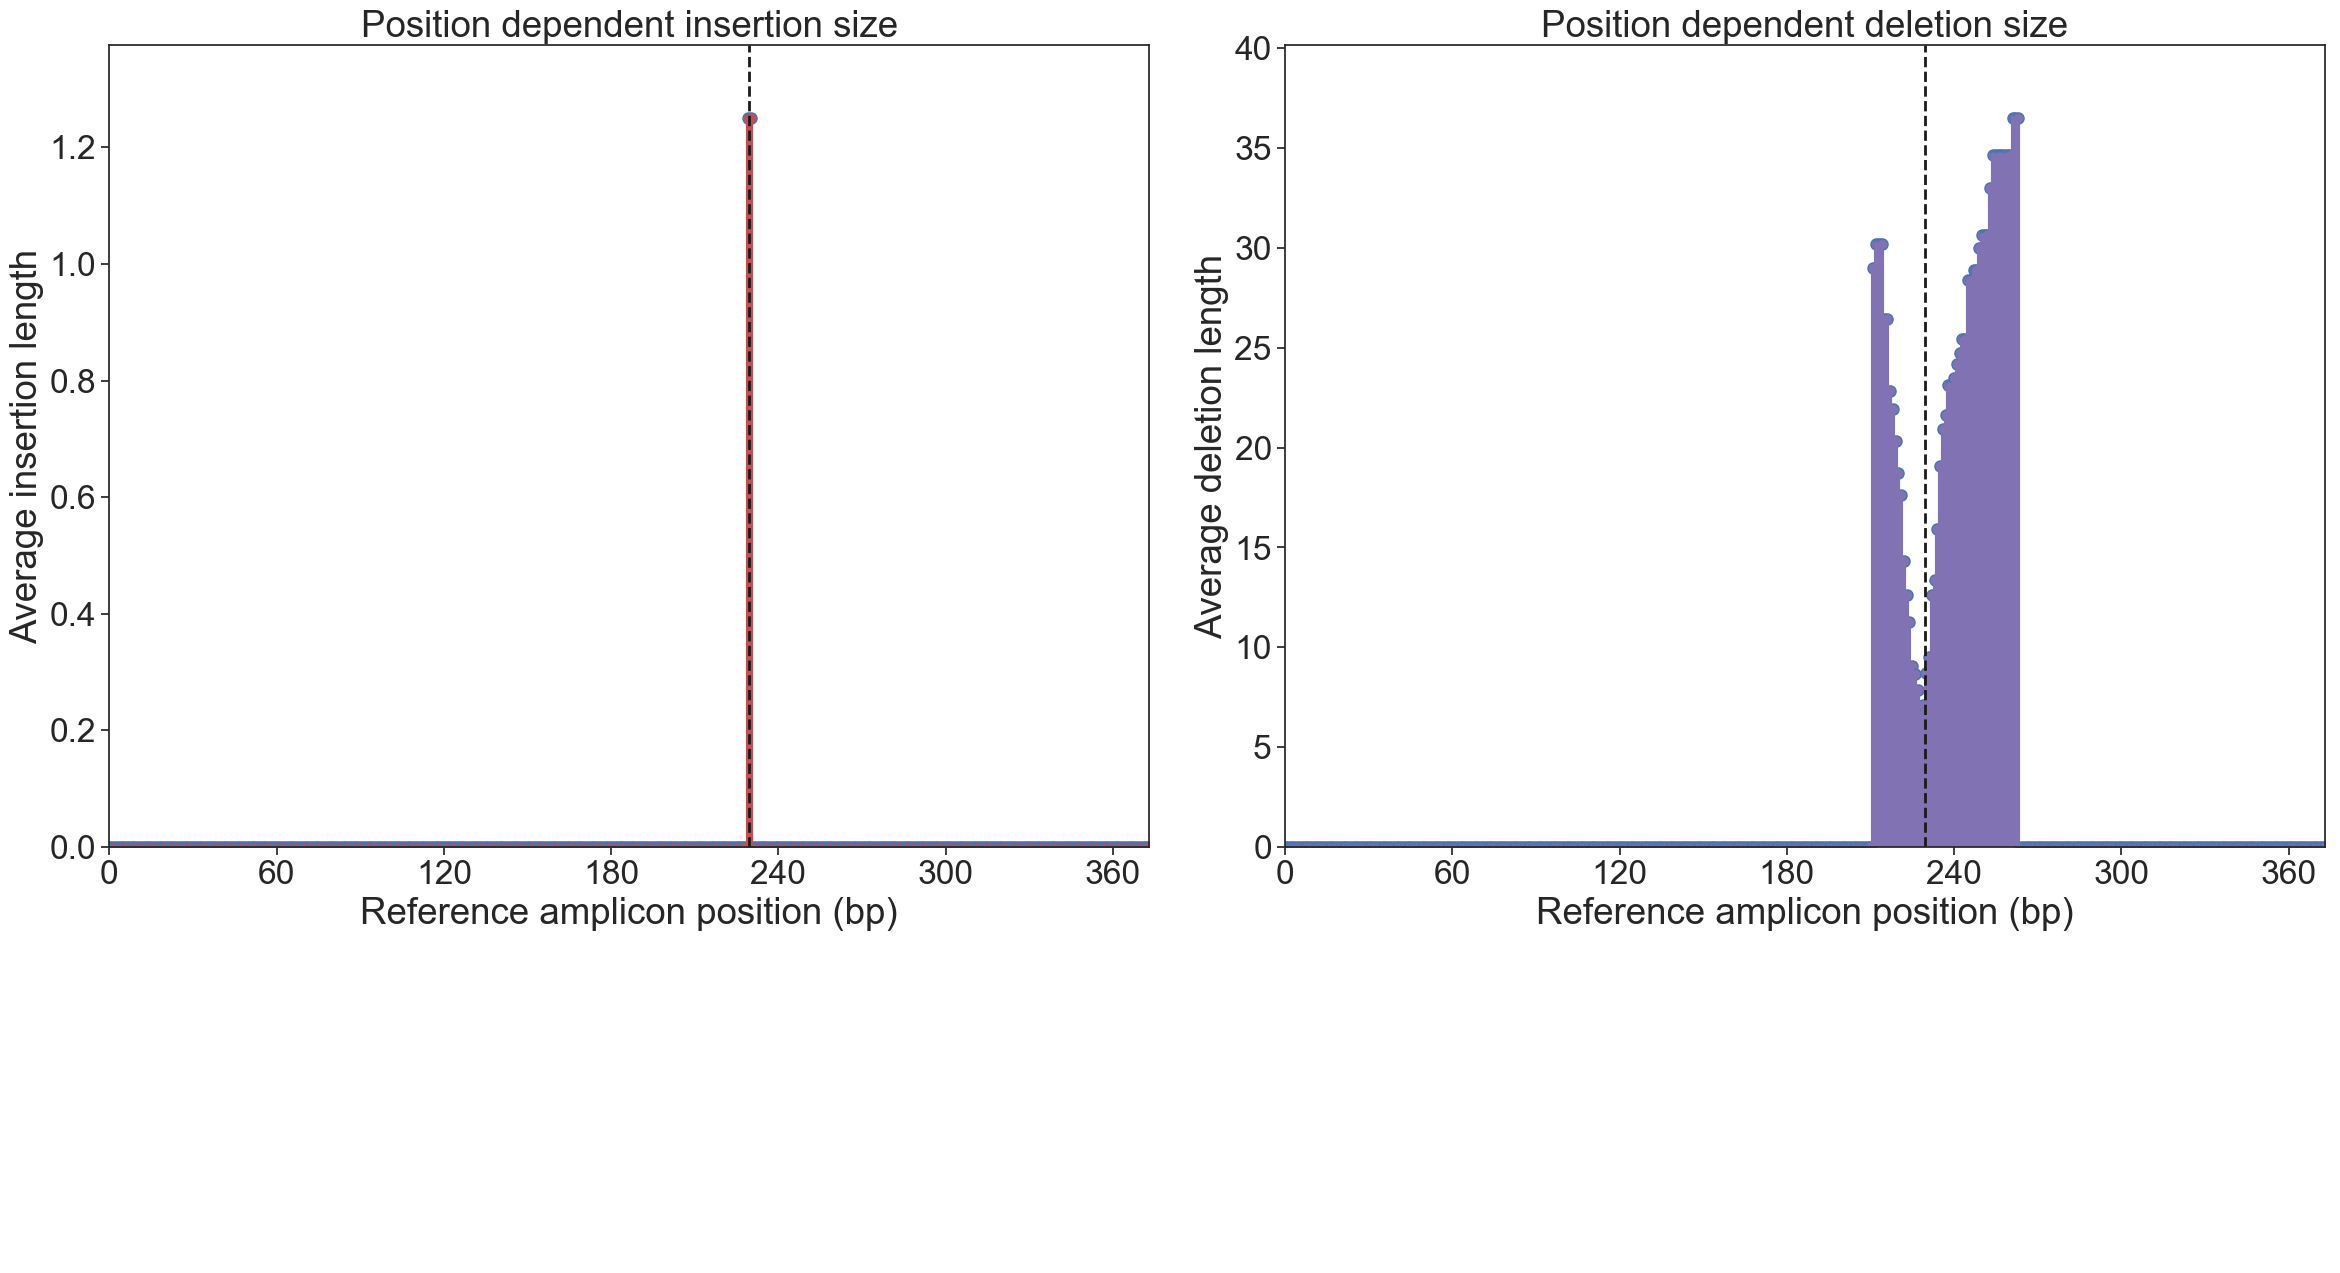 Position dependent insertion size
Average insertion length
1.2
1.0
0.8
0.6
0.4
0.2
0.0
0 60 120 180 240 300 360
Reference amplicon position (bp)
Position dependent deletion size
Average deletion length
40
35
30
25
20
15
10
5
0
0 60 120 180 240 300 360
Reference amplicon position (bp)